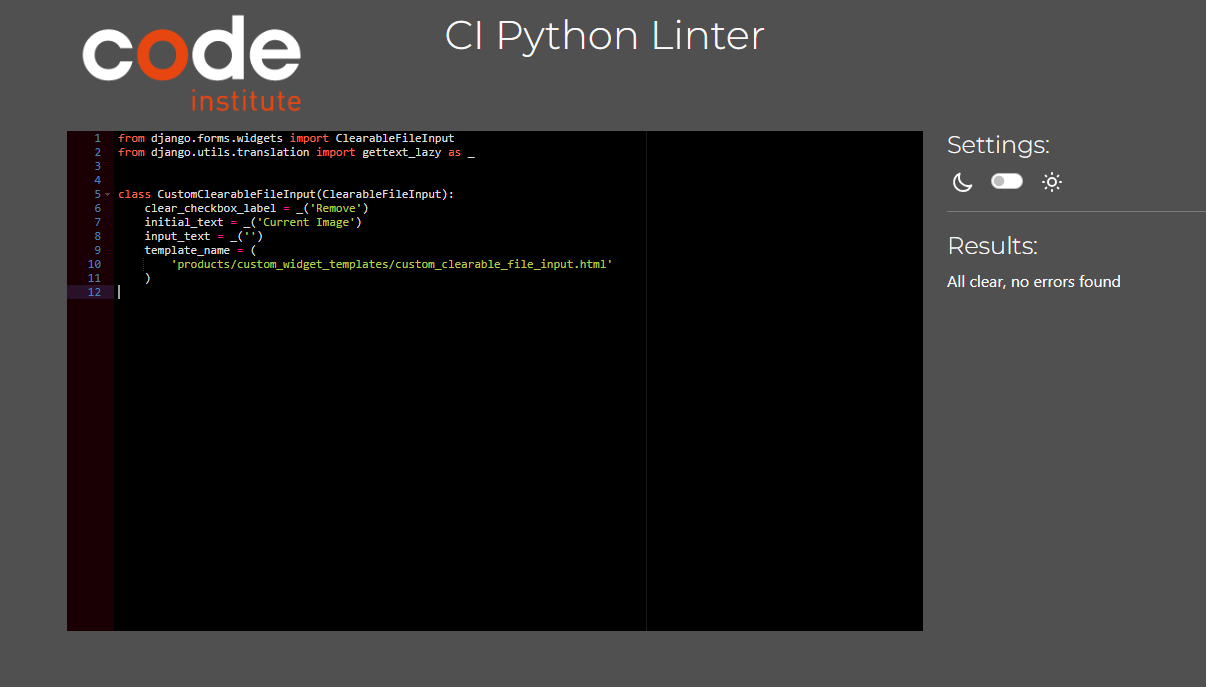 code
institute
CI Python Linter
1 from django.forms.widgets import ClearableFileInput
2 from django.utils.translation import gettext_lazy as _
3
4
5 class CustomClearableFileInput(ClearableFileInput):
6     clear_checkbox_label = _('Remove')
7     initial_text = _('Current Image')
8     input_text = _('')
9     template_name = (
10         'products/custom_widget_templates/custom_clearable_file_input.html'
11     )
12
Settings:
Results:
All clear, no errors found